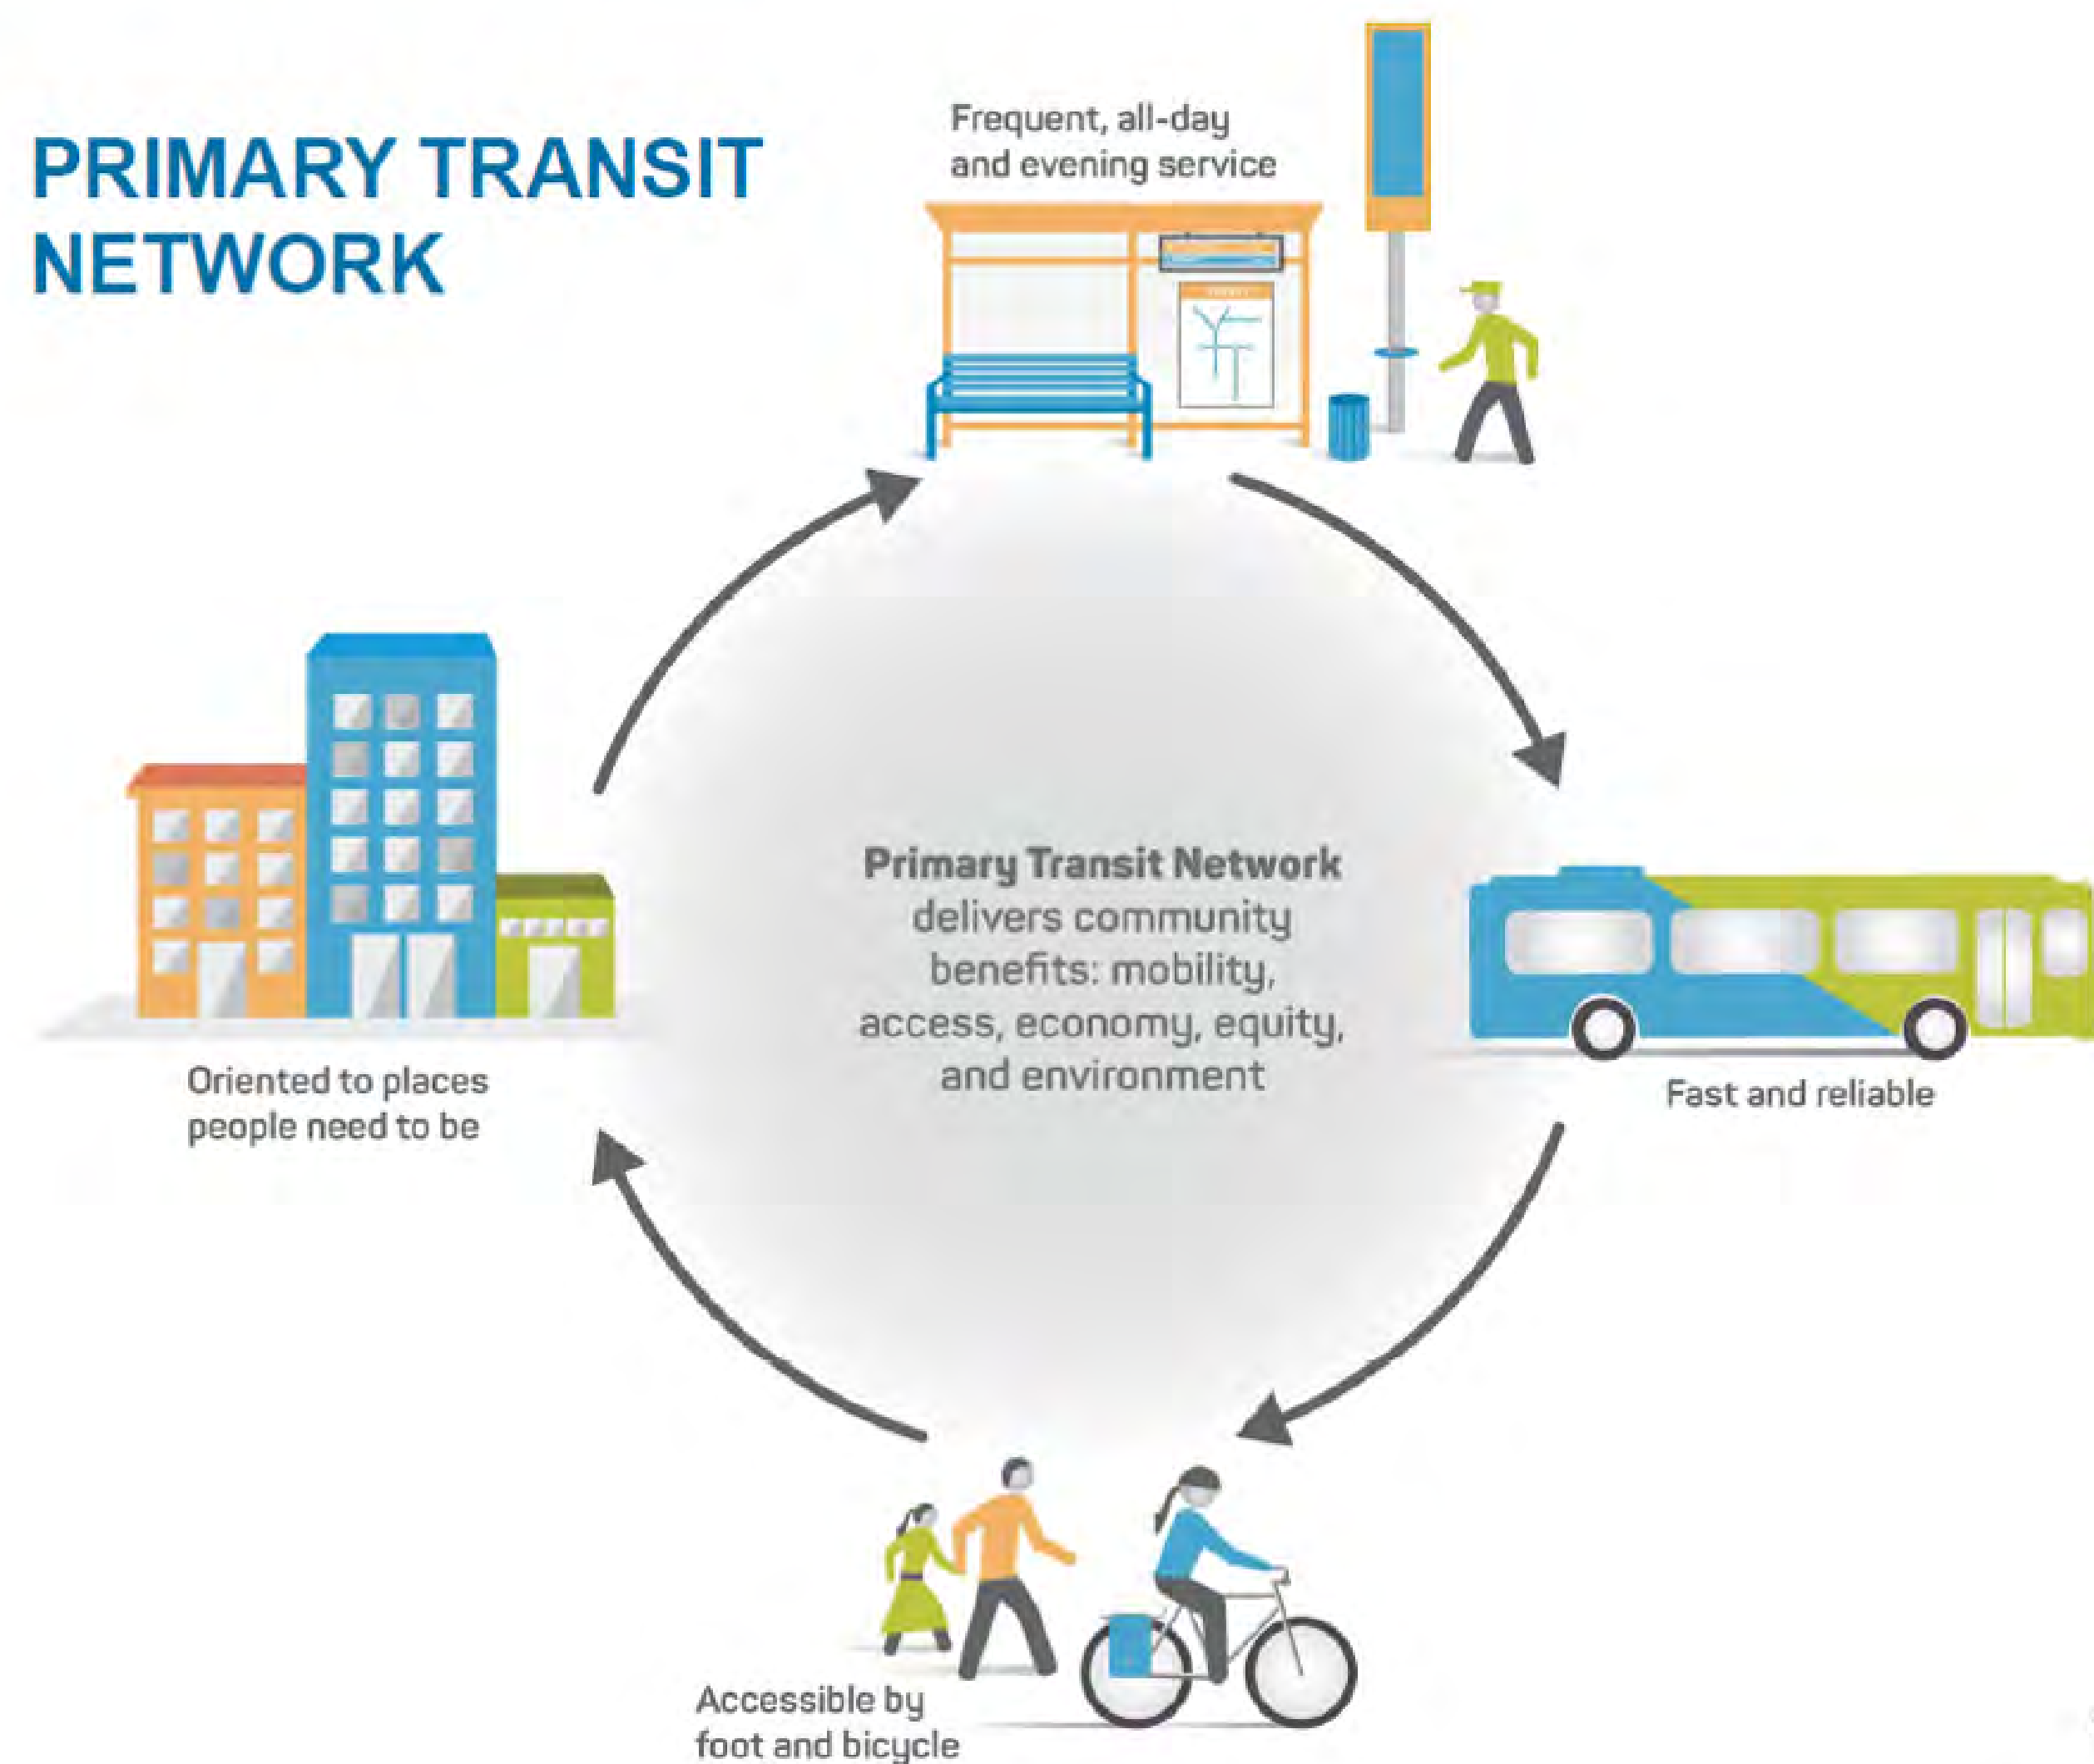 PRIMARY TRANSIT
NETWORK
Frequent, all-day
and evening service
Primary Transit Network
delivers community
benefits: mobility,
access, economy, equity,
and environment
Oriented to places
people need to be
Fast and reliable
Accessible by
foot and bicycle